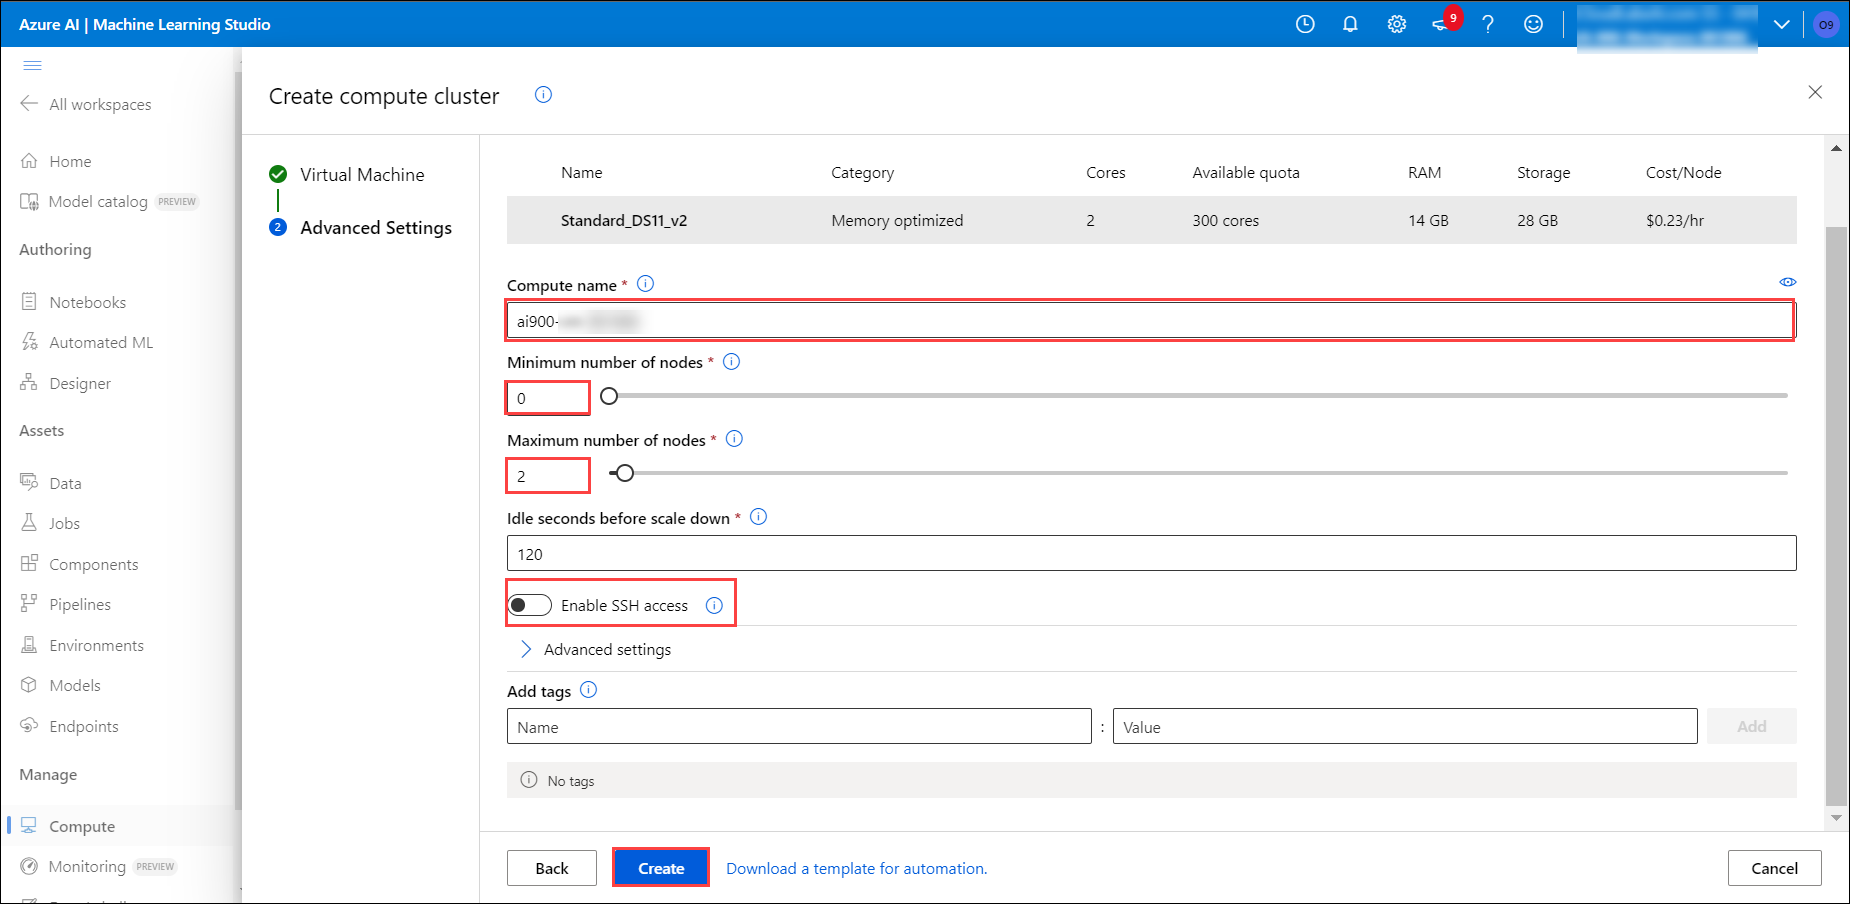 Azure AI | Machine Learning Studio
9
?
O9
All workspaces
Create compute cluster
Home
Model catalog PREVIEW
Authoring
Notebooks
Automated ML
Designer
Assets
Data
Jobs
Components
Pipelines
Environments
Models
Endpoints
Manage
Compute
Monitoring PREVIEW
Virtual Machine
2 Advanced Settings
Name Category Cores Available quota RAM Storage Cost/Node
Standard_DS11_v2 Memory optimized 2 300 cores 14 GB 28 GB $0.23/hr
Compute name *
ai900-
Minimum number of nodes *
0
Maximum number of nodes *
2
Idle seconds before scale down *
120
Enable SSH access
Advanced settings
Add tags
Name : Value Add
No tags
Back Create Download a template for automation. Cancel